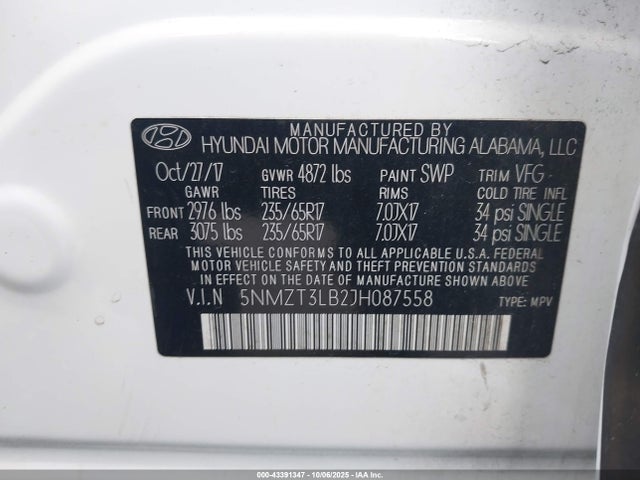 MANUFACTURED BY
HYUNDAI MOTOR MANUFACTURING ALABAMA, LLC
Oct/27/17 GVWR 4872 lbs PAINT SWP TRIM VFG
GAWR TIRES RIMS COLD TIRE INFL
FRONT 2976 lbs 235/65R17 7.0JX17 34 psi SINGLE
REAR 3075 lbs 235/65R17 7.0JX17 34 psi SINGLE
THIS VEHICLE CONFORMS TO ALL APPLICABLE U.S.A. FEDERAL
MOTOR VEHICLE SAFETY AND THEFT PREVENTION STANDARDS
IN EFFECT ON THE DATE OF MANUFACTURE SHOWN ABOVE.
V.I.N 5NMZT3LB2JH087558 TYPE: MPV
000-43391347 - 10/06/2025 - Copyright: IAA Inc.